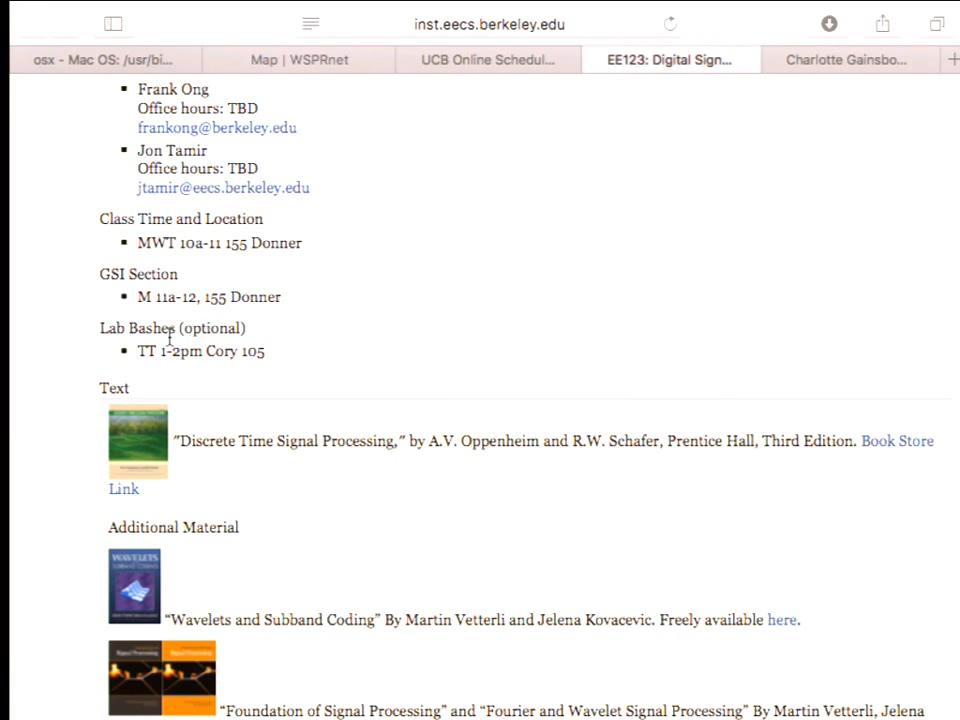 inst.eecs.berkeley.edu
osx - Mac OS: /usr/bi...
Map | WSPRnet
UCB Online Schedul...
EE123: Digital Sign...
Charlotte Gainsbo...
Frank Ong
Office hours: TBD
frankong@berkeley.edu
Jon Tamir
Office hours: TBD
jtamir@eecs.berkeley.edu
Class Time and Location
MWT 10a-11 155 Donner
GSI Section
M 11a-12, 155 Donner
Lab Bashes (optional)
TT 1-2pm Cory 105
Text
"Discrete Time Signal Processing," by A.V. Oppenheim and R.W. Schafer, Prentice Hall, Third Edition. Book Store
Link
Additional Material
WAVELETS
"Wavelets and Subband Coding" By Martin Vetterli and Jelena Kovacevic. Freely available here.
Signal Processing
Signal Processing
"Foundation of Signal Processing" and "Fourier and Wavelet Signal Processing" By Martin Vetterli, Jelena